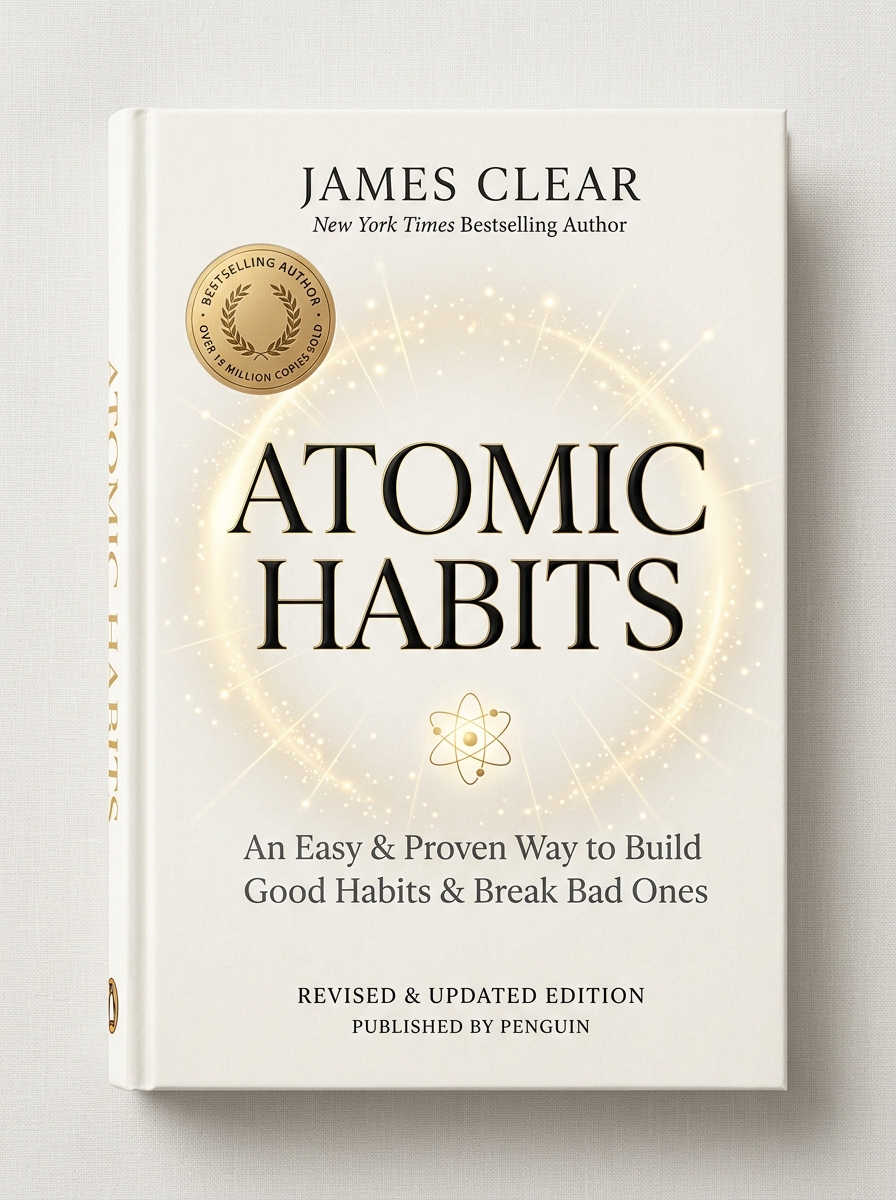 JAMES CLEAR
New York Times Bestselling Author
BESTSELLING AUTHOR
OVER 19 MILLION COPIES SOLD
ATOMIC HABITS
ATOMIC
HABITS
An Easy & Proven Way to Build
Good Habits & Break Bad Ones
REVISED & UPDATED EDITION
PUBLISHED BY PENGUIN